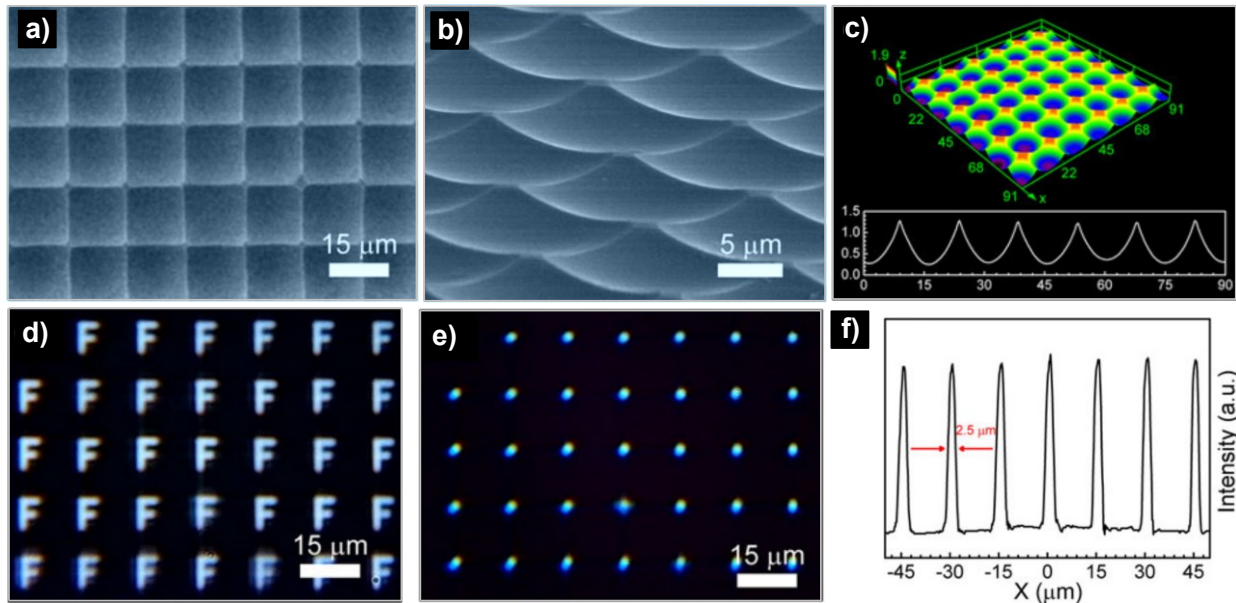 a)
15 μm
b)
5 μm
c)
1.9
z
0
0
22
45
68
91
x
22
45
68
91
1.5
1.0
0.5
0.0
0 15 30 45 60 75 90
d)
F F F F F F
F F F F F F F
F F F F F F F
F F F F F F F
F F F F F F F
15 μm
e)
15 μm
f)
2.5 μm
Intensity (a.u.)
-45 -30 -15 0 15 30 45
X (μm)